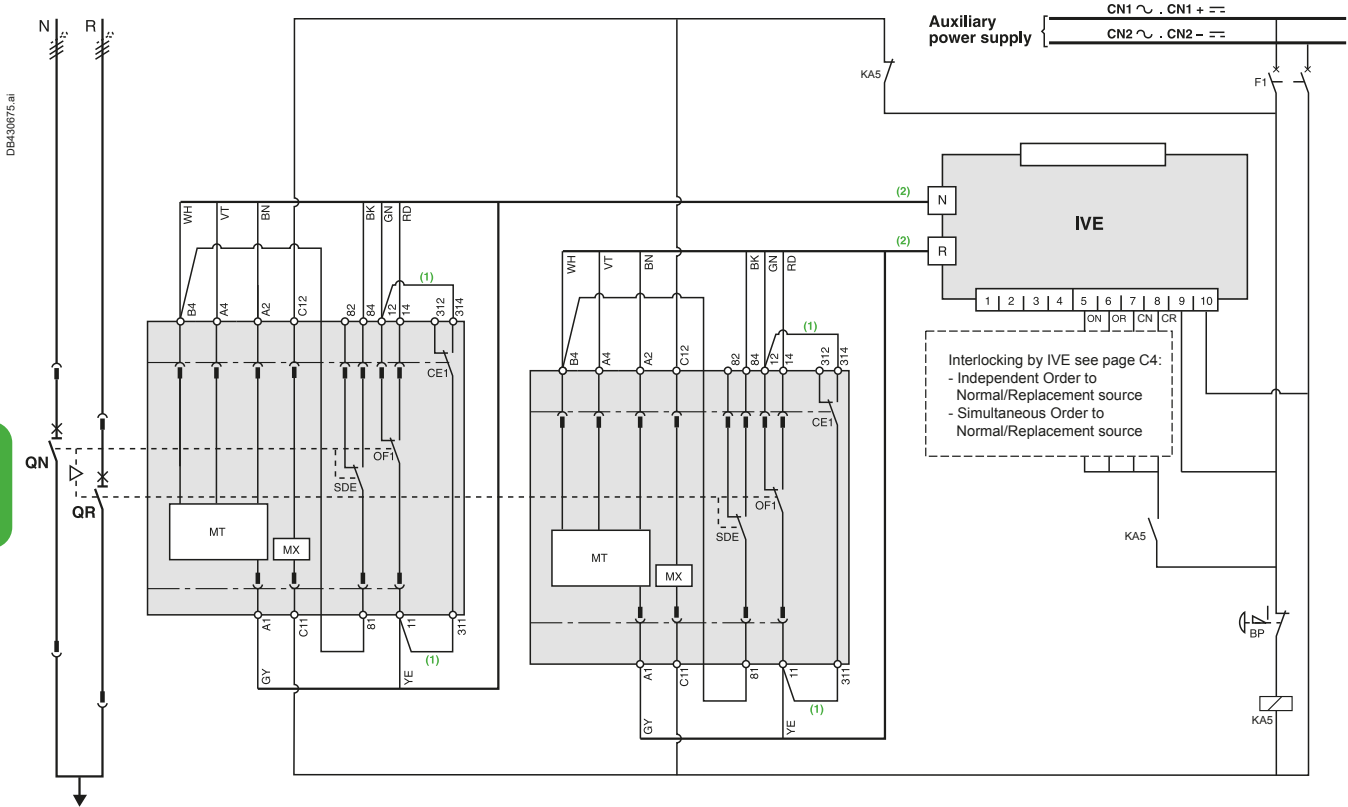 DB430675.ai
N R
Auxiliary
power supply
CN1 ∿ . CN1 + ⎓
CN2 ∿ . CN2 – ⎓
KA5
F1
(2)
N
(2)
R
IVE
1 2 3 4 5 6 7 8 9 10
ON OR CN CR
Interlocking by IVE see page C4:
- Independent Order to
Normal/Replacement source
- Simultaneous Order to
Normal/Replacement source
KA5
BP
KA5
WH VT BN BK GN RD
(1)
B4 A4 A2 C12 82 84 12 14 312 314
CE1
OF1
SDE
MT
MX
A1 C11 81 11 311
(1)
GY YE
QN
QR
WH VT BN BK GN RD
(1)
B4 A4 A2 C12 82 84 12 14 312 314
CE1
OF1
SDE
MT
MX
A1 C11 81 11 311
(1)
GY YE